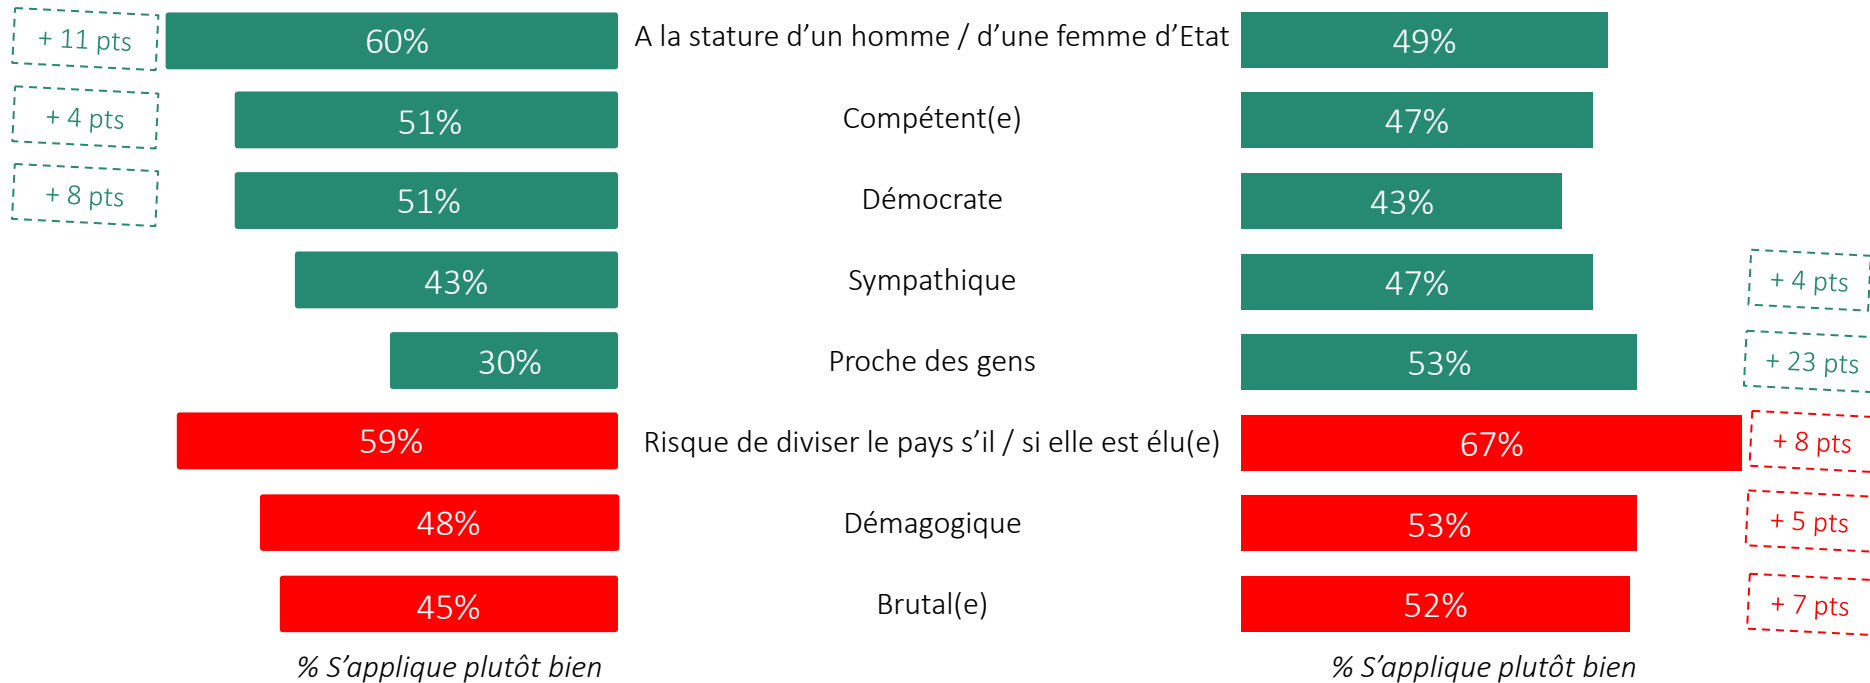 + 11 pts 60% A la stature d’un homme / d’une femme d’Etat 49%
+ 4 pts 51% Compétent(e) 47%
+ 8 pts 51% Démocrate 43%
43% Sympathique 47% + 4 pts
30% Proche des gens 53% + 23 pts
59% Risque de diviser le pays s’il / si elle est élu(e) 67% + 8 pts
48% Démagogique 53% + 5 pts
45% Brutal(e) 52% + 7 pts
% S’applique plutôt bien % S’applique plutôt bien